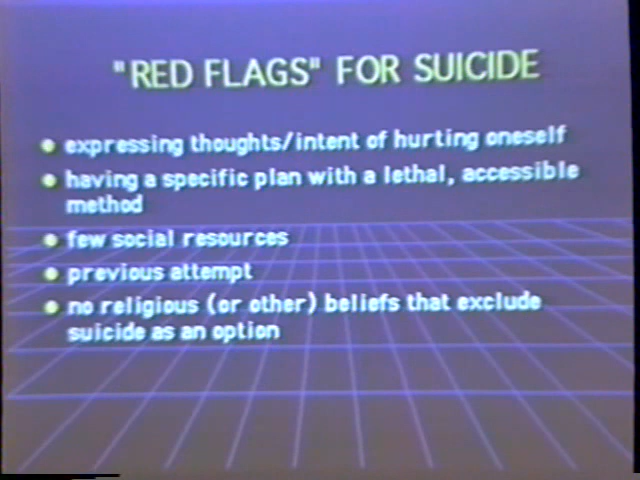 "RED FLAGS" FOR SUICIDE
● expressing thoughts/intent of hurting oneself
● having a specific plan with a lethal, accessible
method
● few social resources
● previous attempt
● no religious (or other) beliefs that exclude
suicide as an option